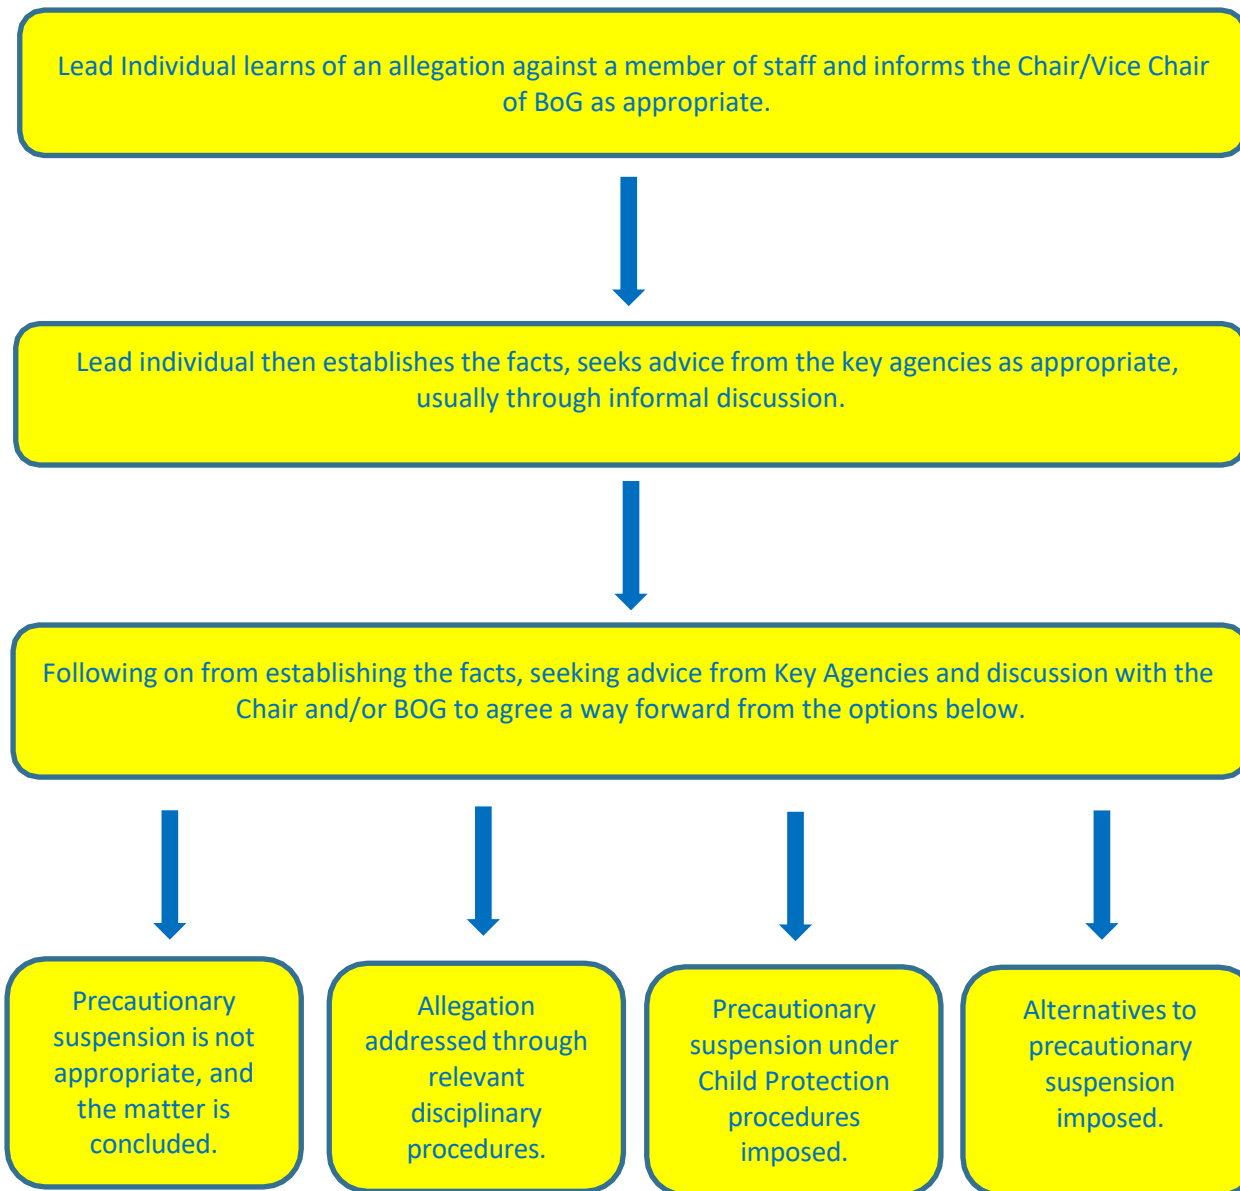 Lead Individual learns of an allegation against a member of staff and informs the Chair/Vice Chair
of BoG as appropriate.
Lead individual then establishes the facts, seeks advice from the key agencies as appropriate,
usually through informal discussion.
Following on from establishing the facts, seeking advice from Key Agencies and discussion with the
Chair and/or BOG to agree a way forward from the options below.
Precautionary
suspension is not
appropriate, and
the matter is
concluded.
Allegation
addressed through
relevant
disciplinary
procedures.
Precautionary
suspension under
Child Protection
procedures
imposed.
Alternatives to
precautionary
suspension
imposed.